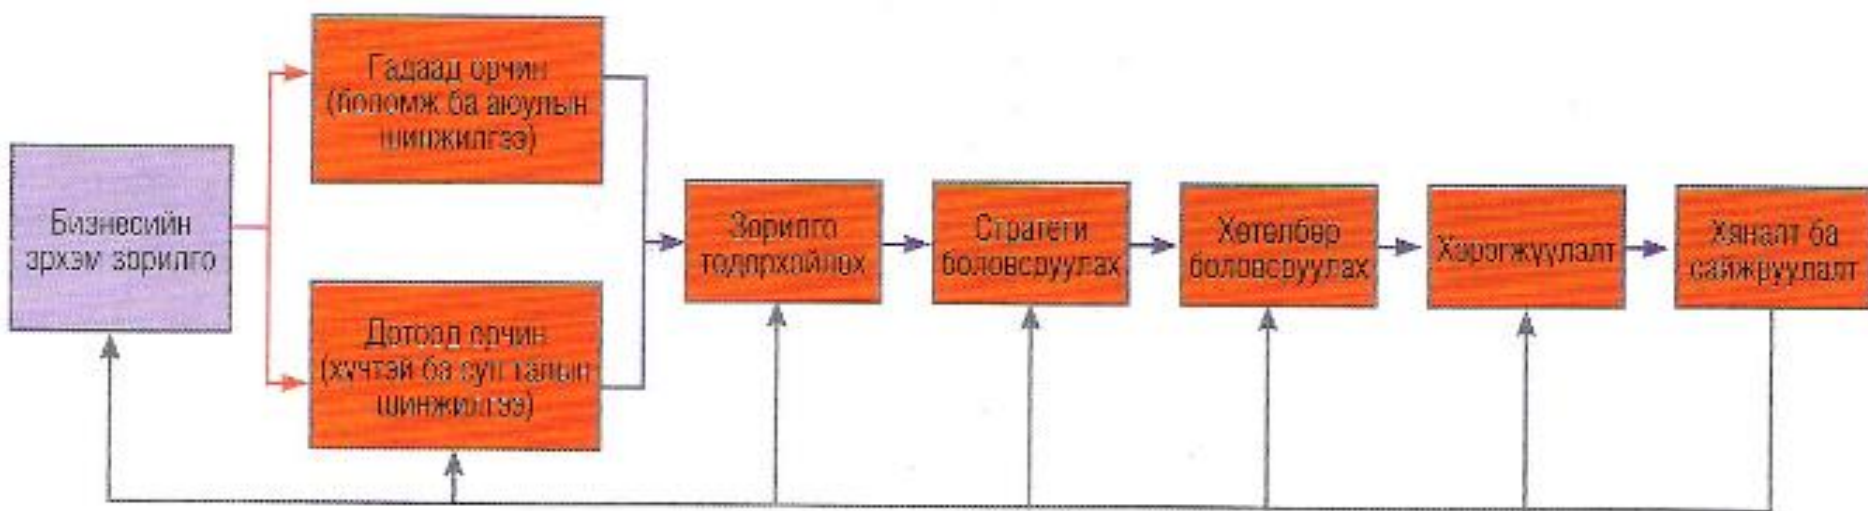 Бизнесийн
эрхэм зорилго
Гадаад орчин
(боломж ба аюулын
шинжилгээ)
Дотоод орчин
(хүчтэй ба сул талын
шинжилгээ)
Зорилго
тодорхойлох
Стратеги
боловсруулах
Хөтөлбөр
боловсруулах
Хэрэгжүүлэлт
Хяналт ба
сайжруулалт